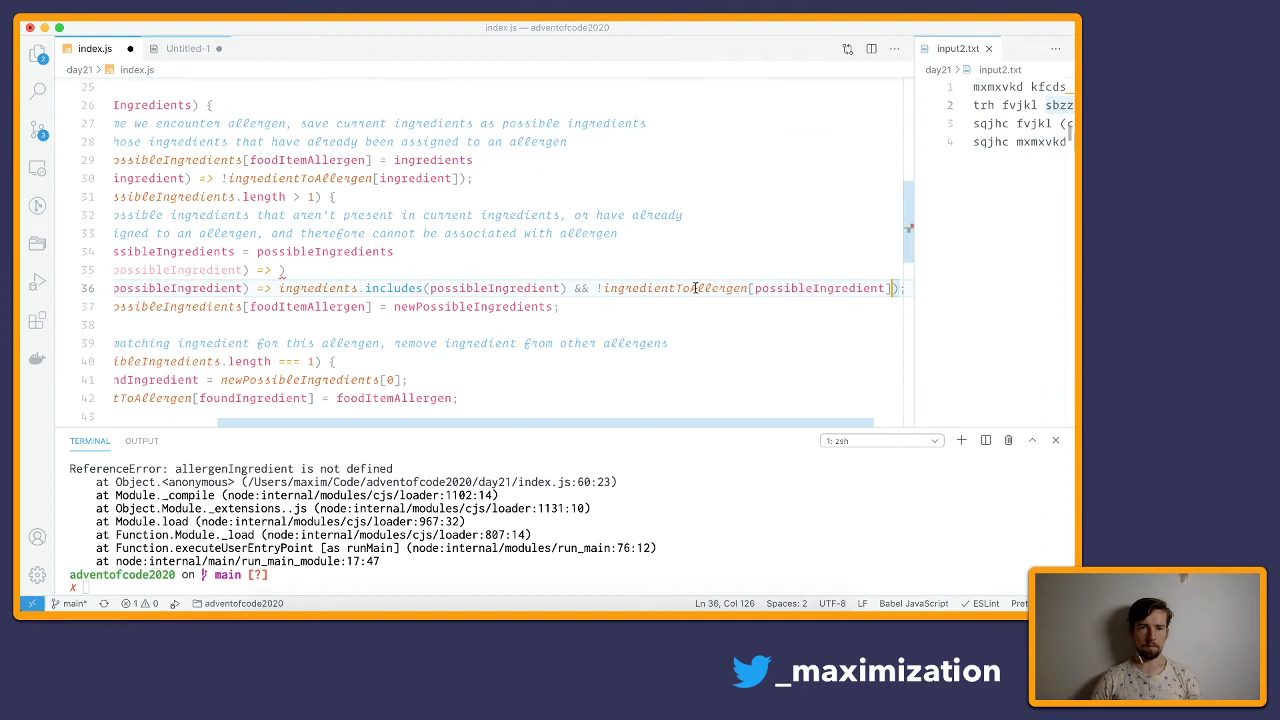 index.js — adventofcode2020
index.js
Untitled-1
input2.txt
day21 > index.js
day21 > input2.txt
25
26 Ingredients) {
27 me we encounter allergen, save current ingredients as possible ingredients
28 hose ingredients that have already been assigned to an allergen
29 ossibleIngredients[foodItemAllergen] = ingredients
30 ingredient) => !ingredientToAllergen[ingredient]);
31 ssibleIngredients.length > 1) {
32 ossible ingredients that aren't present in current ingredients, or have already
33 igned to an allergen, and therefore cannot be associated with allergen
34 ssibleIngredients = possibleIngredients
35 possibleIngredient) => )
36 possibleIngredient) => ingredients.includes(possibleIngredient) && !ingredientToAllergen[possibleIngredient]);
37 ossibleIngredients[foodItemAllergen] = newPossibleIngredients;
38
39 matching ingredient for this allergen, remove ingredient from other allergens
40 ibleIngredients.length === 1) {
41 ndIngredient = newPossibleIngredients[0];
42 tToAllergen[foundIngredient] = foodItemAllergen;
43
1 mxmxvkd kfcds
2 trh fvjkl sbzz
3 sqjhc fvjkl (c
4 sqjhc mxmxvkd
TERMINAL OUTPUT
1: zsh
ReferenceError: allergenIngredient is not defined
at Object.<anonymous> (/Users/maxim/Code/adventofcode2020/day21/index.js:60:23)
at Module._compile (node:internal/modules/cjs/loader:1102:14)
at Object.Module._extensions..js (node:internal/modules/cjs/loader:1131:10)
at Module.load (node:internal/modules/cjs/loader:967:32)
at Function.Module._load (node:internal/modules/cjs/loader:807:14)
at Function.executeUserEntryPoint [as runMain] (node:internal/modules/run_main:76:12)
at node:internal/main/run_main_module:17:47
adventofcode2020 on main [?]
✗
2
3
main* 1 0 adventofcode2020 Ln 36, Col 126 Spaces: 2 UTF-8 LF Babel JavaScript ESLint Pret
_maximization